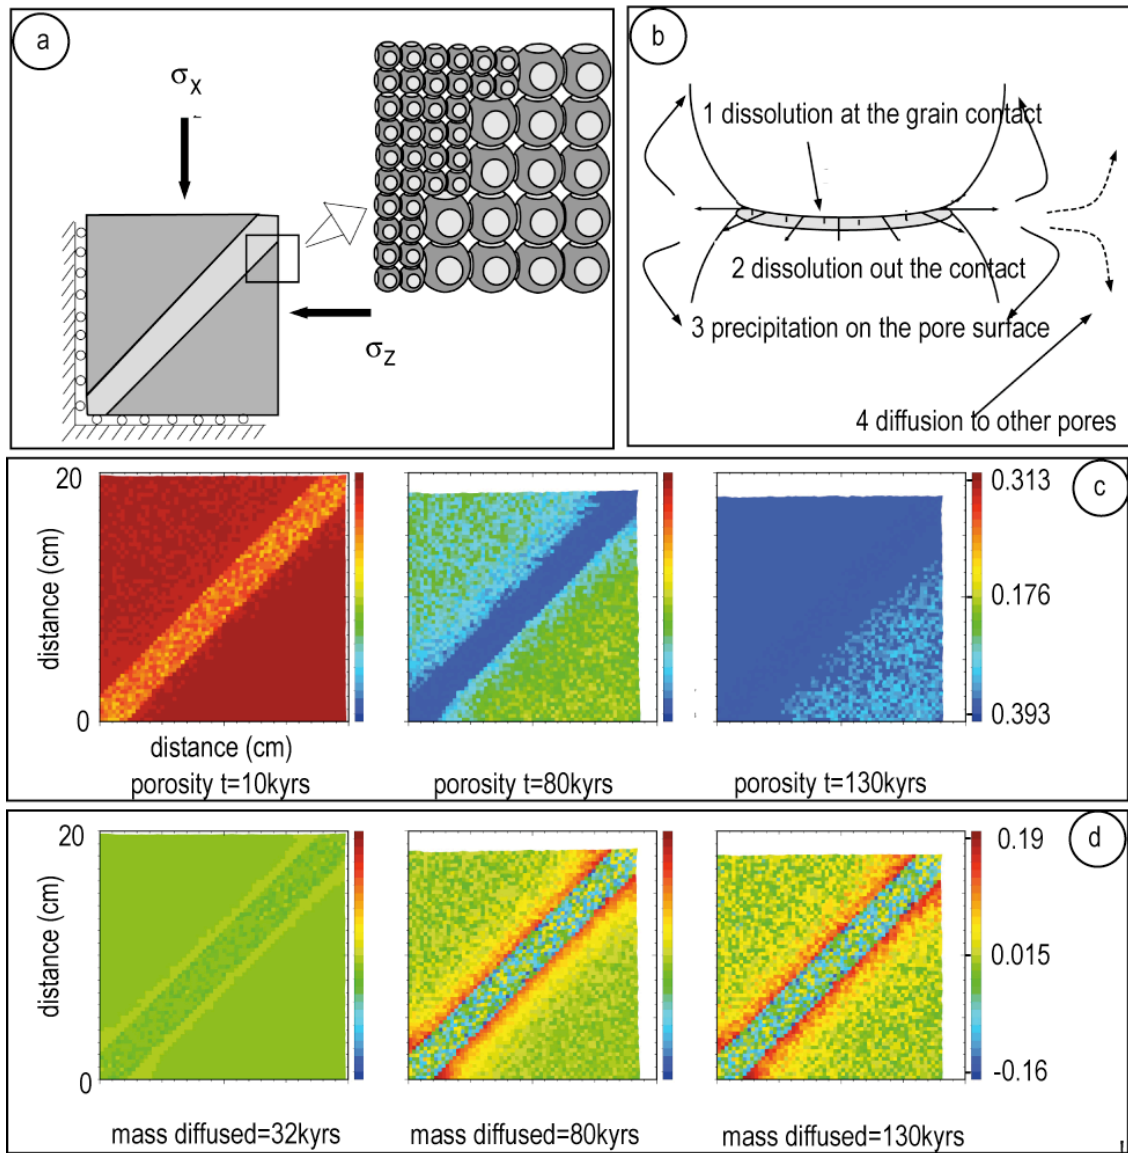 a
σX
σZ
b
1 dissolution at the grain contact
2 dissolution out the contact
3 precipitation on the pore surface
4 diffusion to other pores
c
20
distance (cm)
0
0.313
0.176
0.393
distance (cm)
porosity t=10kyrs
porosity t=80kyrs
porosity t=130kyrs
d
20
distance (cm)
0
0.19
0.015
-0.16
mass diffused=32kyrs
mass diffused=80kyrs
mass diffused=130kyrs